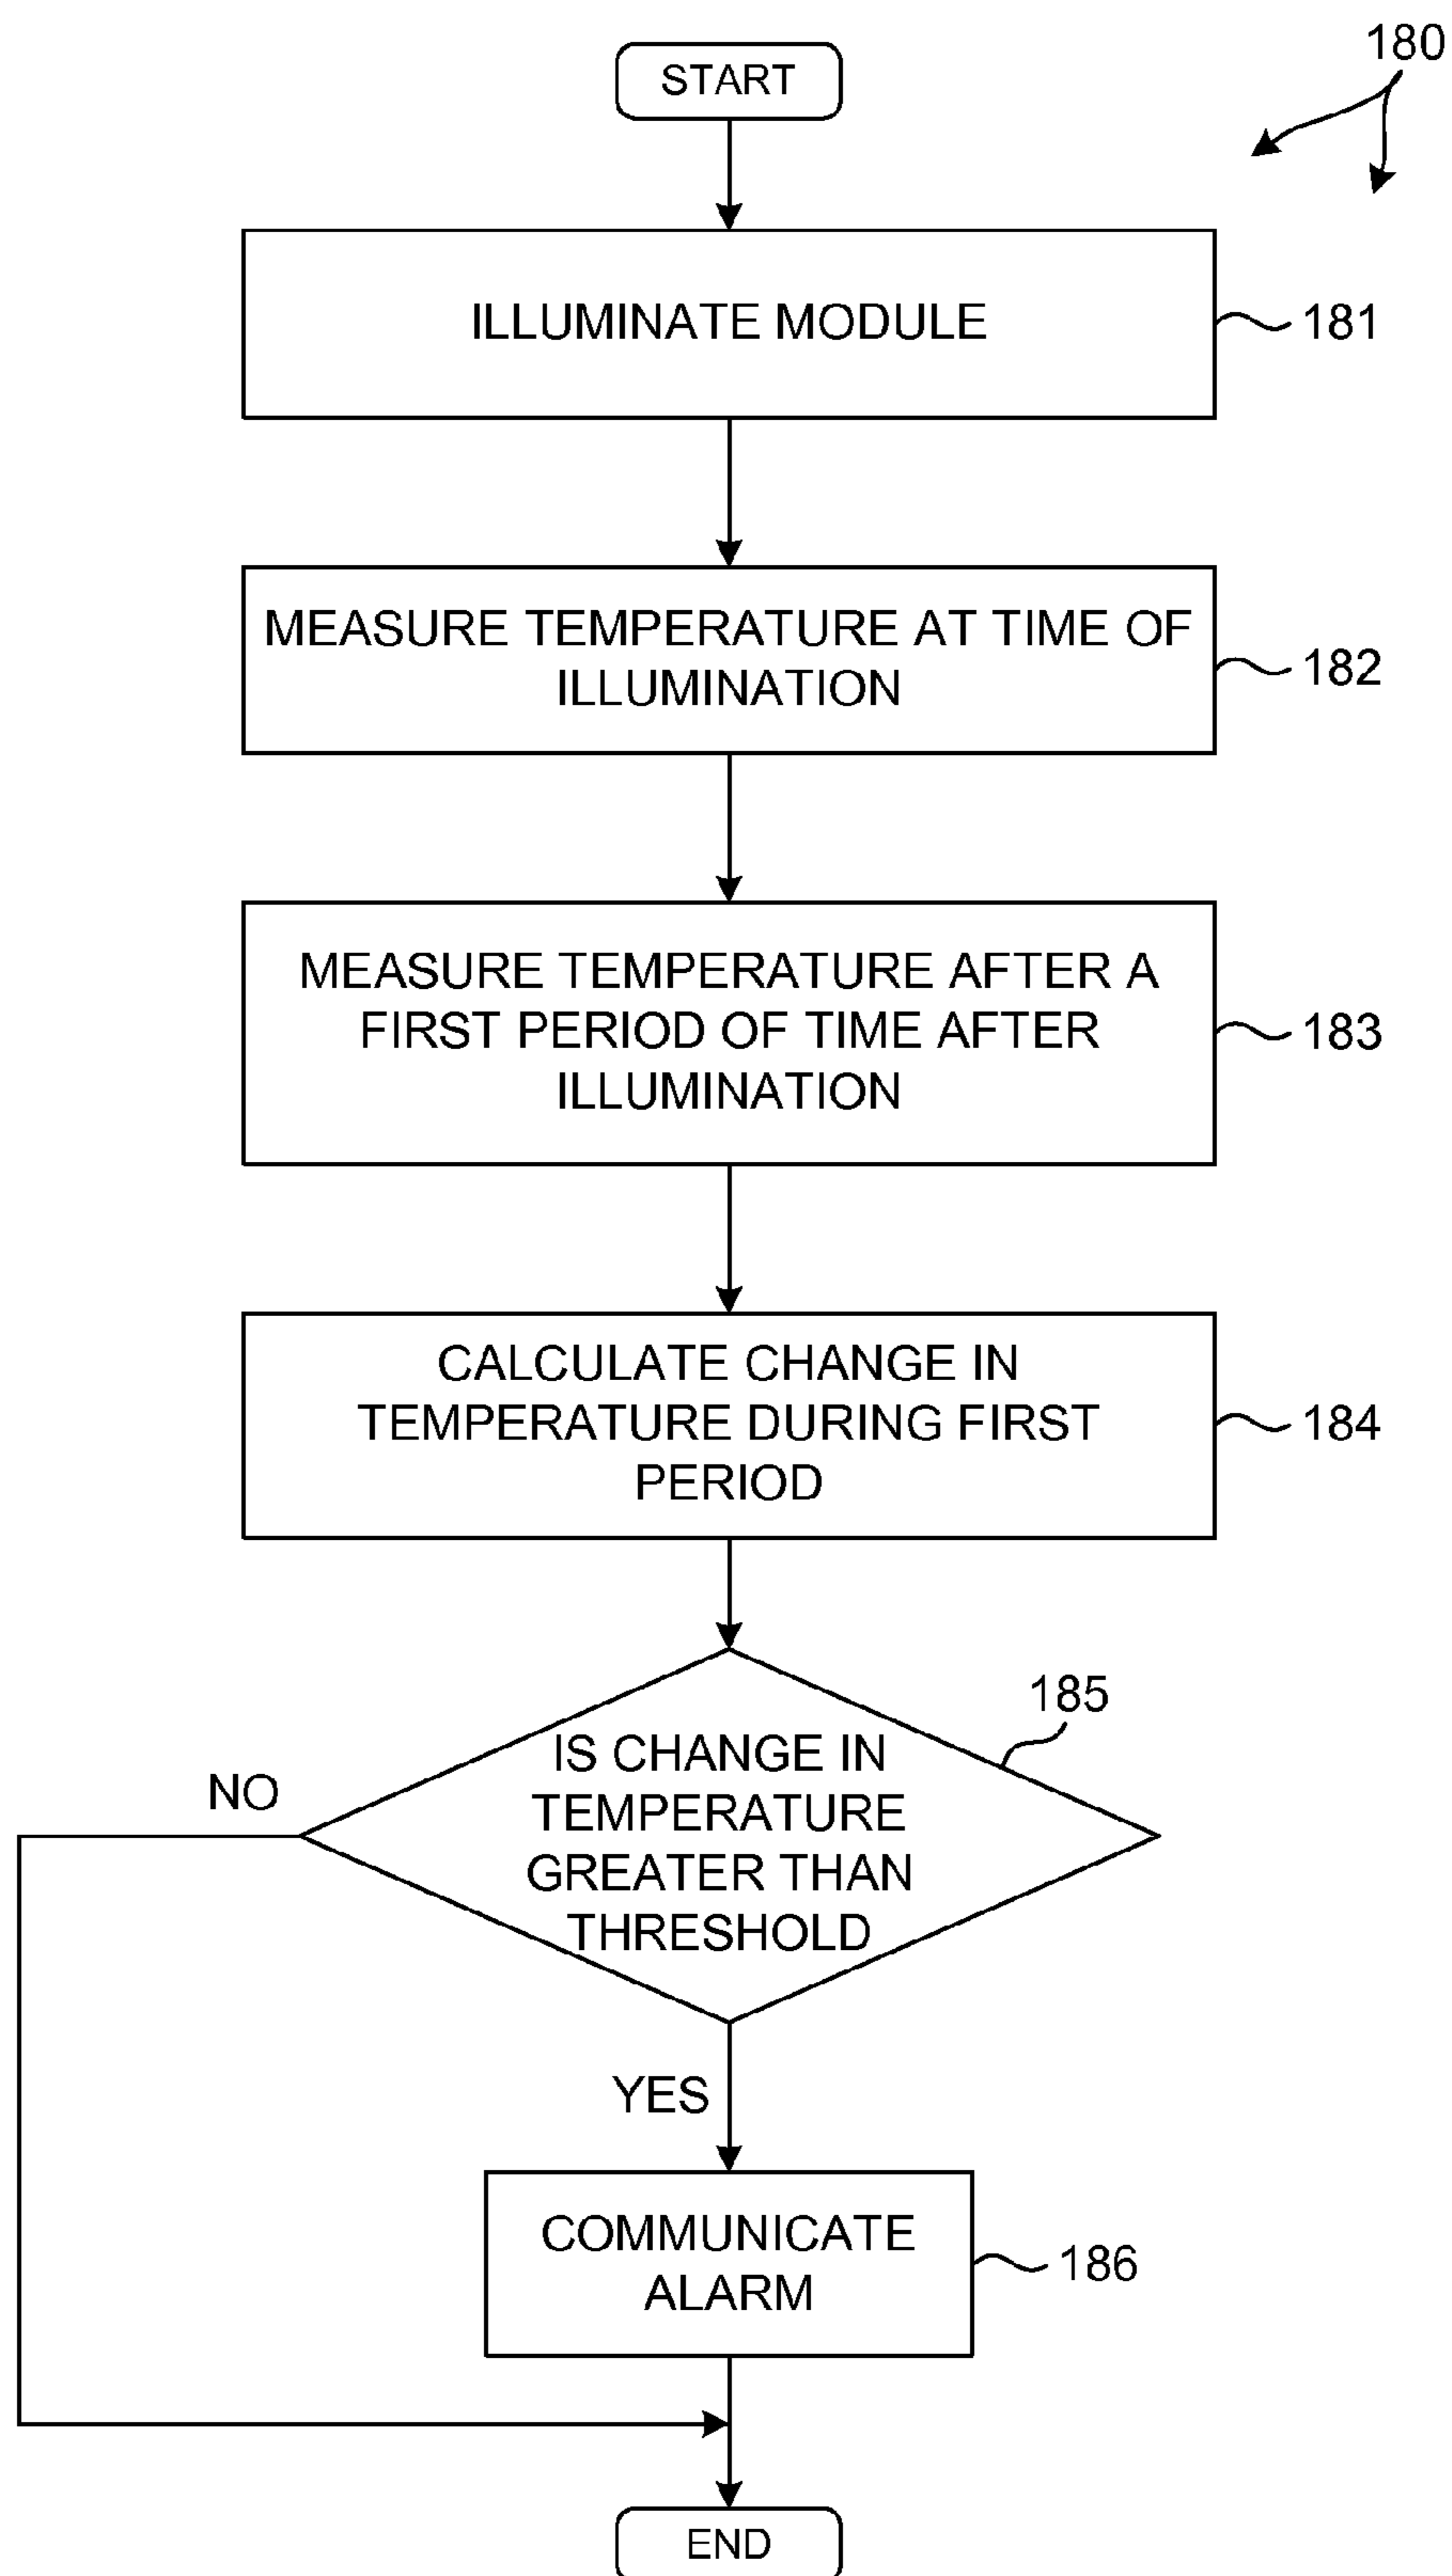 180
START
ILLUMINATE MODULE
181
MEASURE TEMPERATURE AT TIME OF
ILLUMINATION
182
MEASURE TEMPERATURE AFTER A
FIRST PERIOD OF TIME AFTER
ILLUMINATION
183
CALCULATE CHANGE IN
TEMPERATURE DURING FIRST
PERIOD
184
185
IS CHANGE IN
TEMPERATURE
GREATER THAN
THRESHOLD
NO
YES
COMMUNICATE
ALARM
186
END